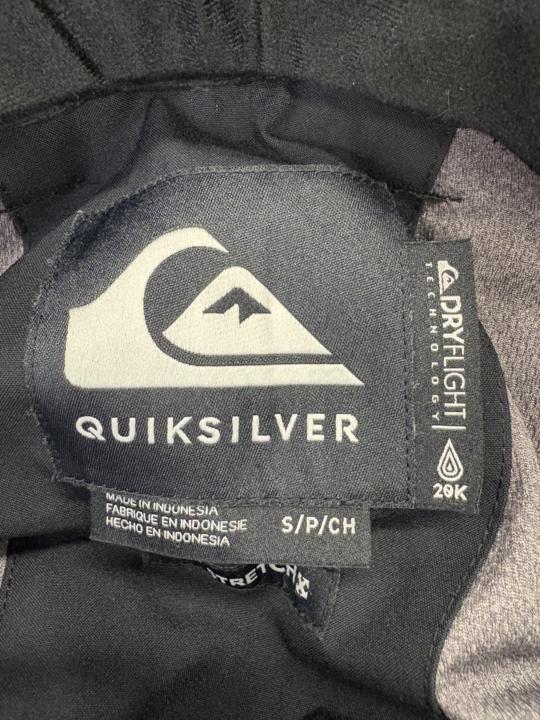 QUIKSILVER
DRYFLIGHT
TECHNOLOGY
20K
MADE IN INDONESIA
FABRIQUE EN INDONESIE
HECHO EN INDONESIA
S/P/CH
STRETCH